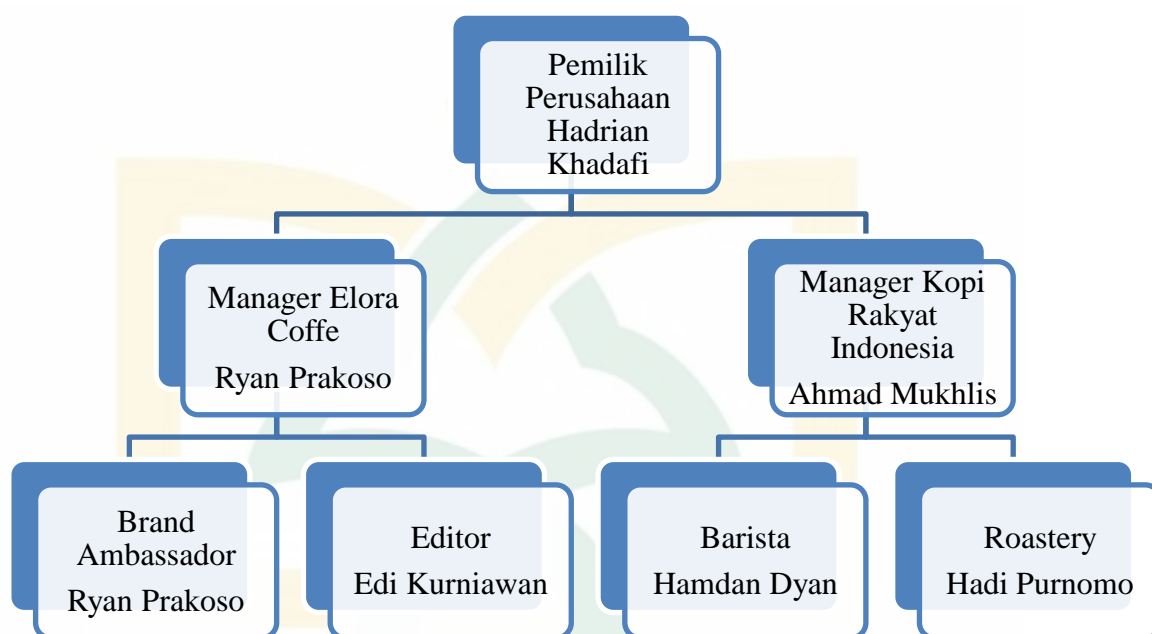 Pemilik
Perusahaan
Hadrian
Khadafi
Manager Elora
Coffe
Ryan Prakoso
Manager Kopi
Rakyat
Indonesia
Ahmad Mukhlis
Brand
Ambassador
Ryan Prakoso
Editor
Edi Kurniawan
Barista
Hamdan Dyan
Roastery
Hadi Purnomo